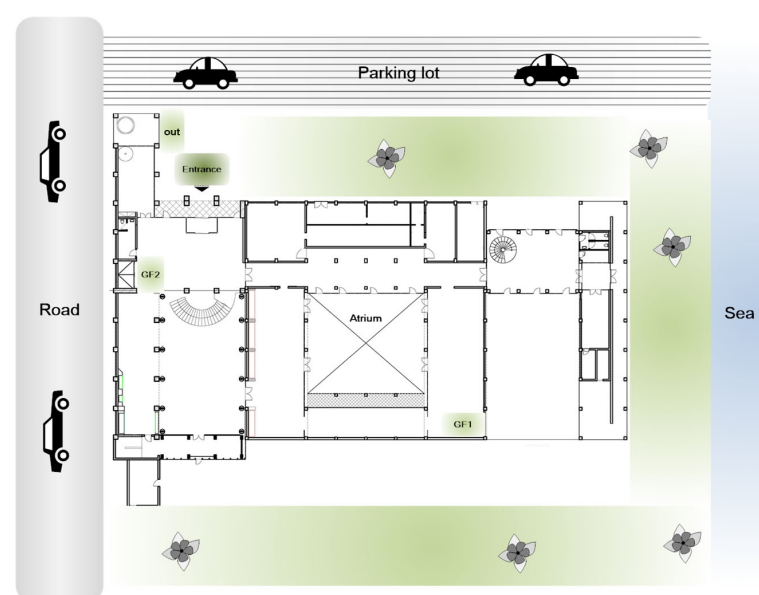 Parking lot
out
Entrance
GF2
Road
Atrium
Sea
GF1